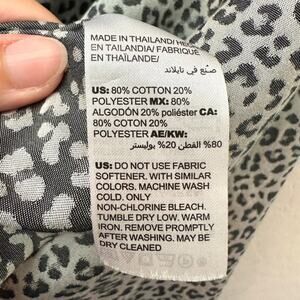 MADE IN THAILAND/HECHO
EN TAILANDIA/ FABRIQUE
EN THAÏLANDE/
صنع في تايلاند
US: 80% COTTON 20%
POLYESTER MX: 80%
ALGODÓN 20% poliéster CA:
80% COTTON 20%
POLYESTER AE/KW:
80% القطن 20% بوليستر
US: DO NOT USE FABRIC
SOFTENER. WITH SIMILAR
COLORS. MACHINE WASH
COLD. ONLY
NON-CHLORINE BLEACH.
TUMBLE DRY LOW. WARM
IRON. REMOVE PROMPTLY
AFTER WASHING. MAY BE
DRY CLEANED